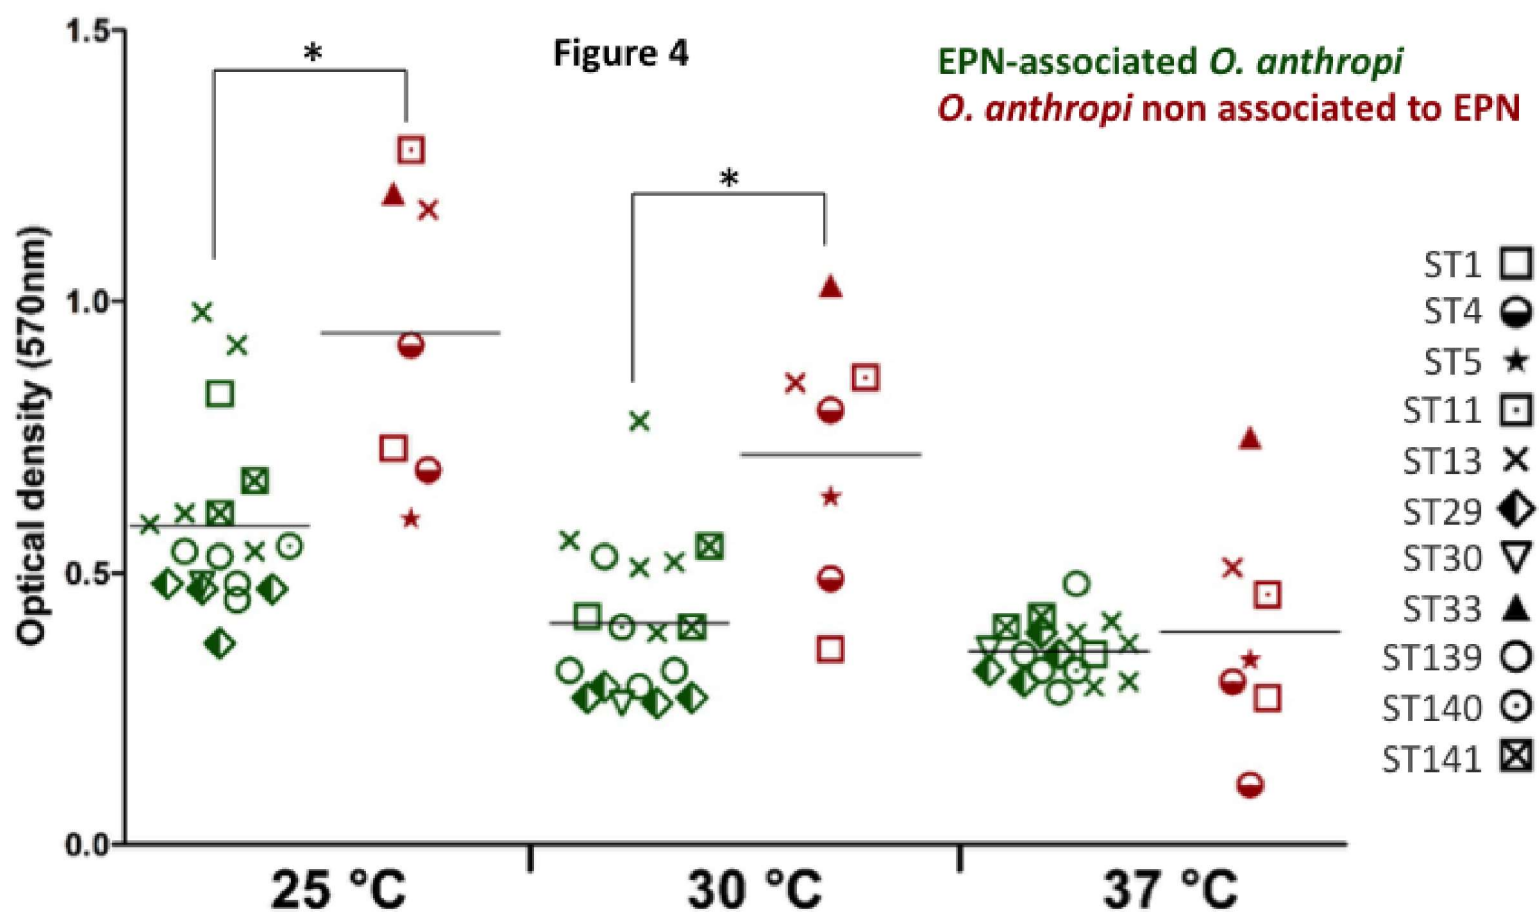 Figure 4
EPN-associated O. anthropi
O. anthropi non associated to EPN
*
*
Optical density (570nm)
1.5
1.0
0.5
0.0
25 °C
30 °C
37 °C
ST1
ST4
ST5
ST11
ST13
ST29
ST30
ST33
ST139
ST140
ST141